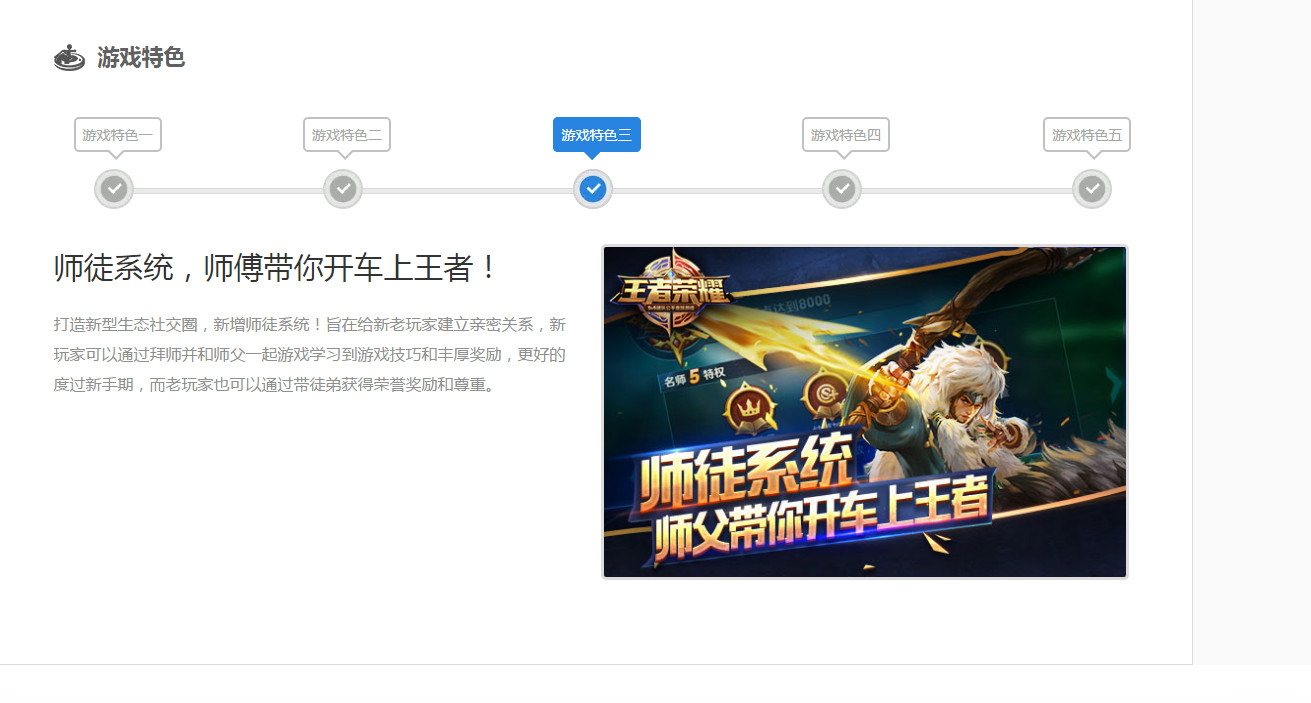 游戏特色
游戏特色一
游戏特色二
游戏特色三
游戏特色四
游戏特色五
师徒系统，师傅带你开车上王者！
打造新型生态社交圈，新增师徒系统！旨在给新老玩家建立亲密关系，新
玩家可以通过拜师并和师父一起游戏学习到游戏技巧和丰厚奖励，更好的
度过新手期，而老玩家也可以通过带徒弟获得荣誉奖励和尊重。
王者荣耀
达到8000
名师5特权
师徒系统
师父带你开车上王者